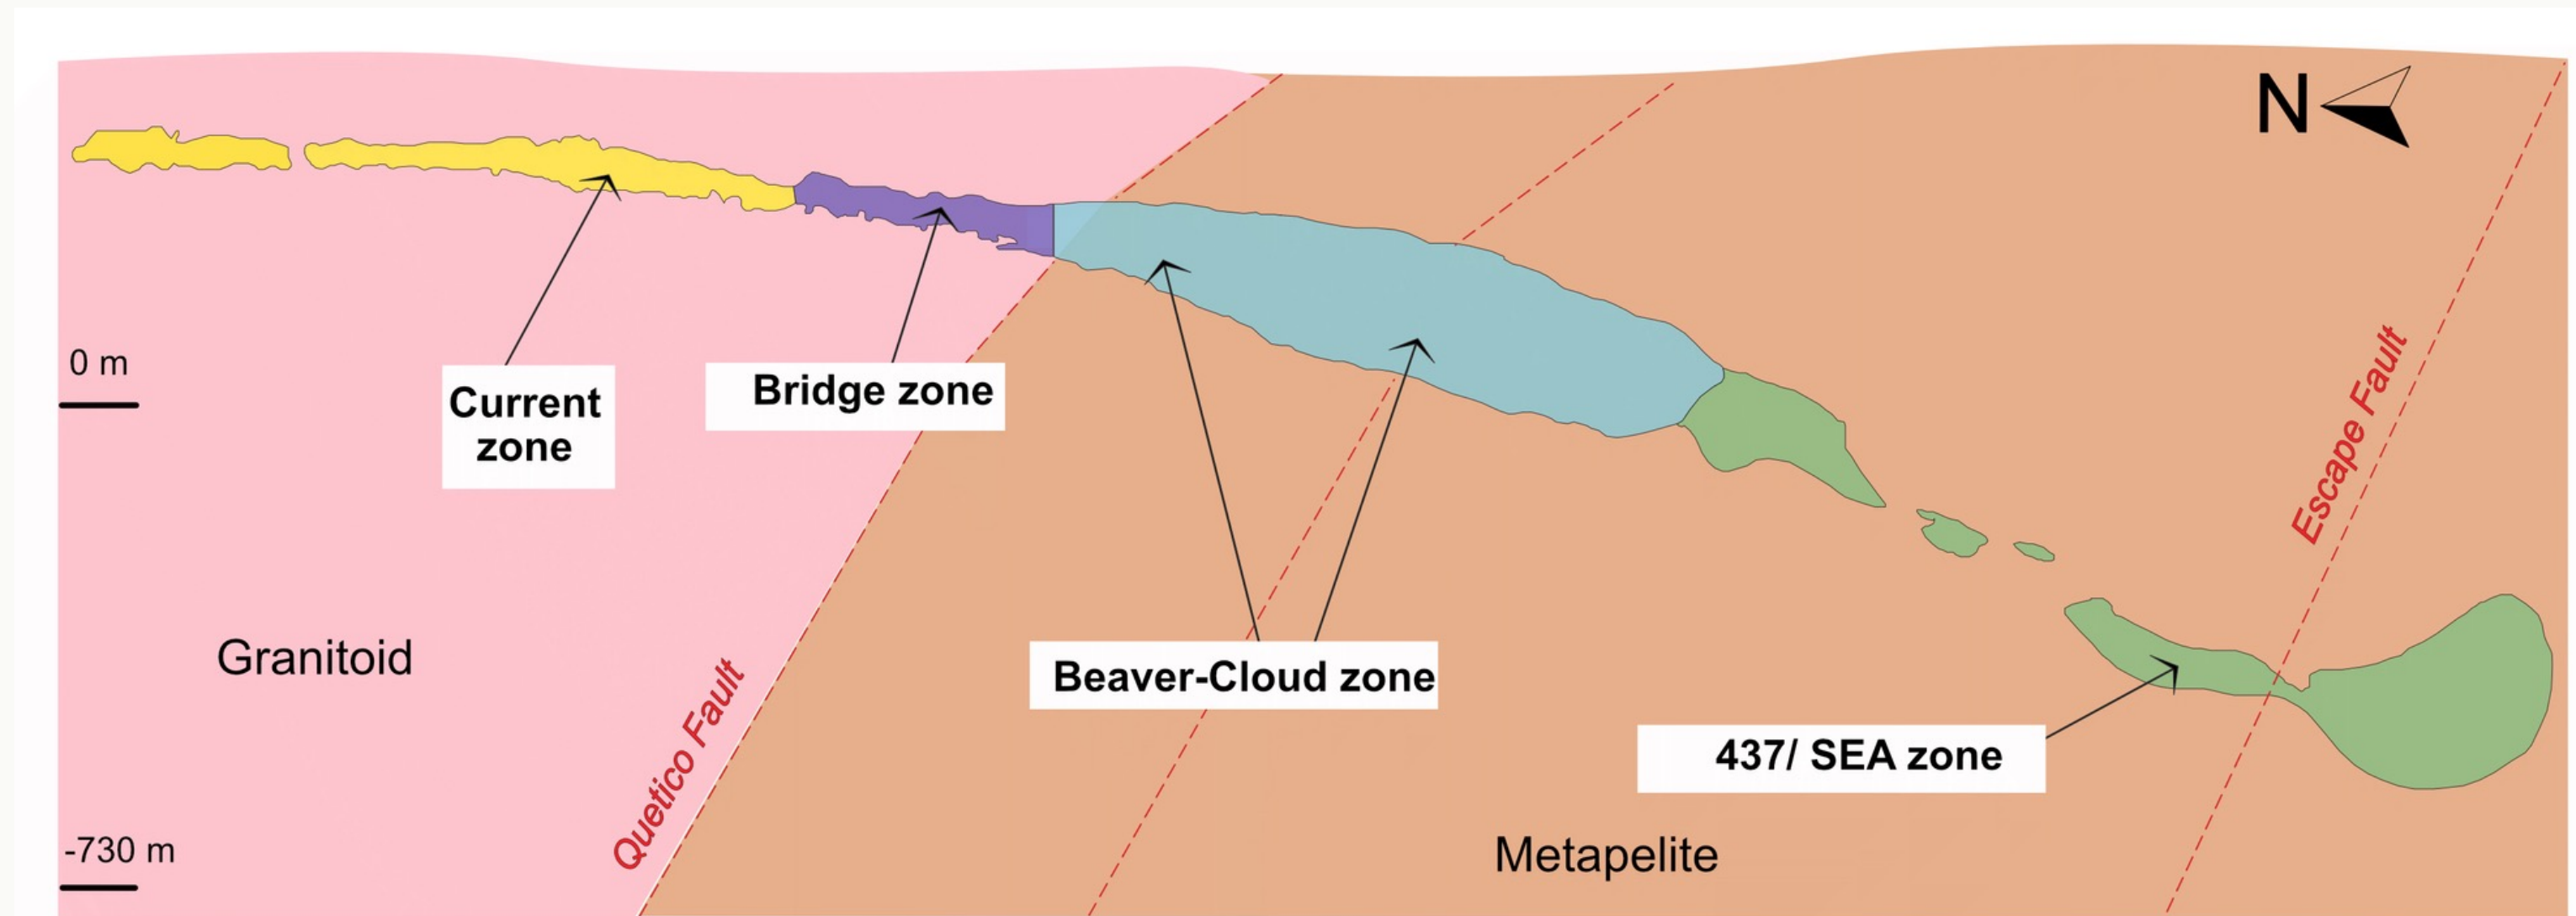 N
0 m
Current
zone
Bridge zone
Escape Fault
Granitoid
Quetico Fault
Beaver-Cloud zone
437/ SEA zone
-730 m
Metapelite